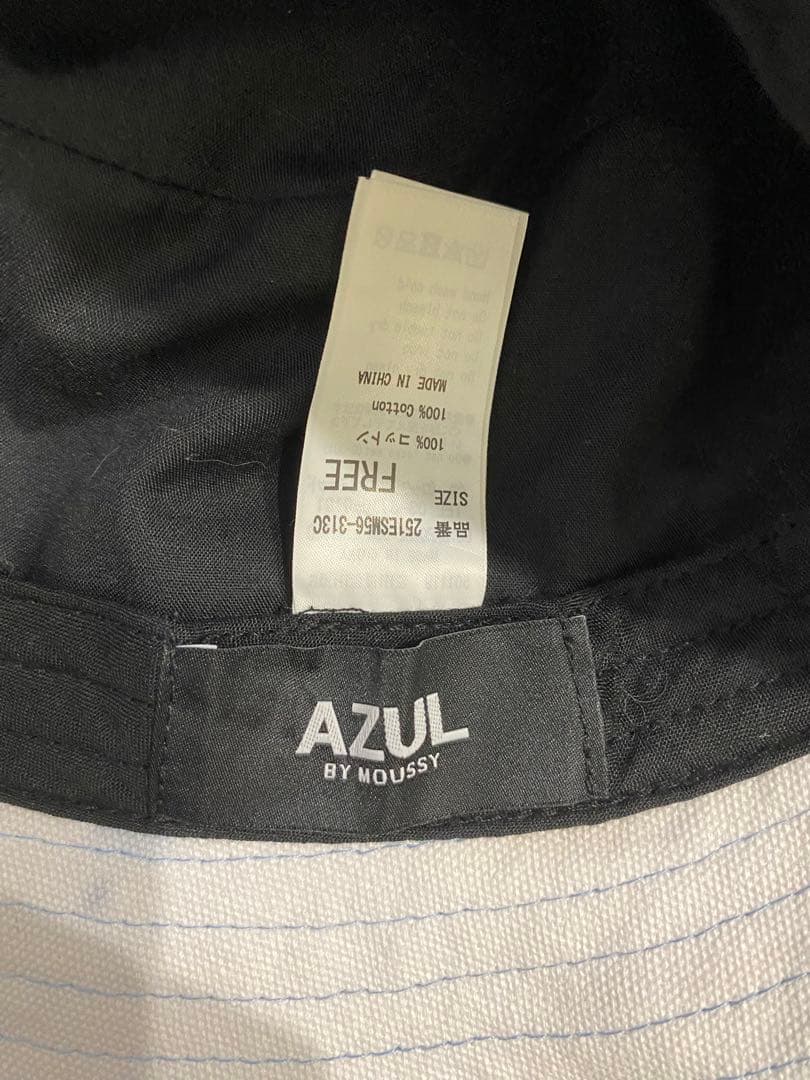 品番 251ESM56-313C
SIZE
FREE
100% コットン
100% Cotton
MADE IN CHINA
AZUL
BY MOUSSY